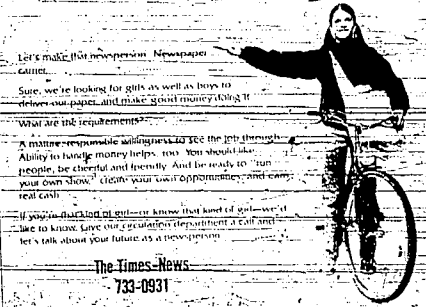 Let's make that newsperson. Newspaper
carrier.
Sure, we're looking for girls as well as boys to
deliver our paper and make good money doing it.
What are the requirements?
A mature, responsible willingness to see the job through.
Ability to handle money helps, too. You should like
people, be cheerful and friendly. And be ready to "run
your own show," create your own opportunities, and earn
real cash.
If you're that kind of girl—or know that kind of girl—we'd
like to know. Give our circulation department a call and
let's talk about your future as a newsperson.
The Times-News
733-0931